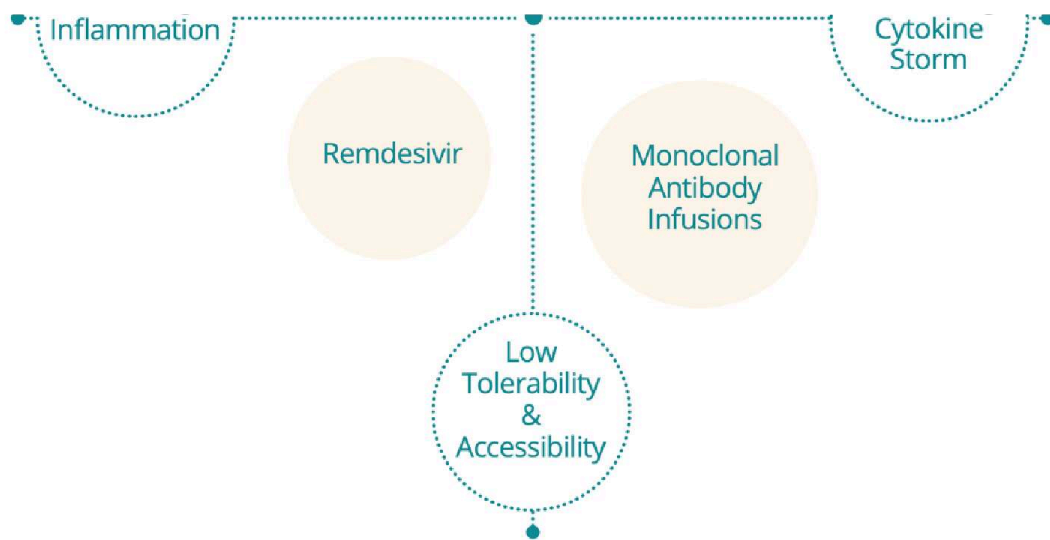 Inflammation
Cytokine
Storm
Remdesivir
Monoclonal
Antibody
Infusions
Low
Tolerability
&
Accessibility